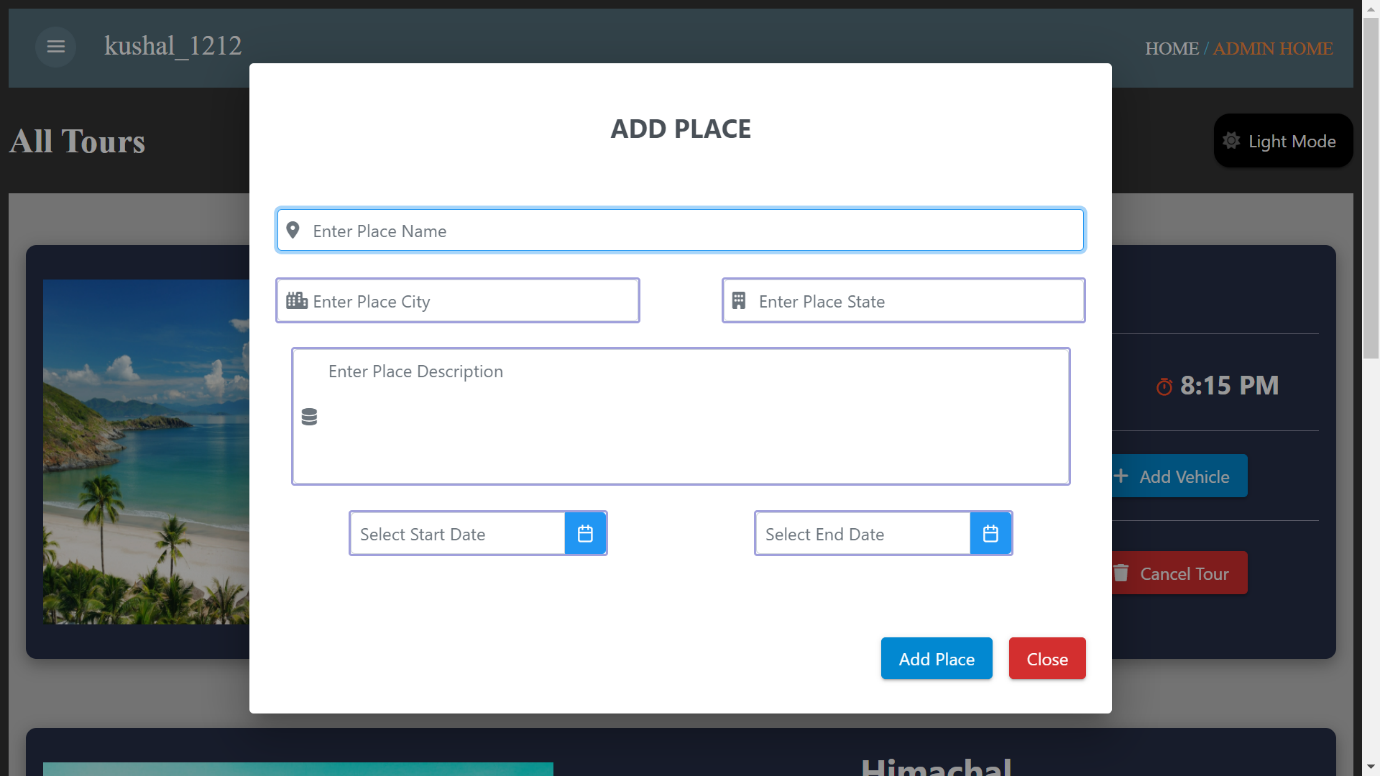 kushal_1212
HOME / ADMIN HOME
All Tours
Light Mode
ADD PLACE
Enter Place Name
Enter Place City
Enter Place State
Enter Place Description
8:15 PM
Add Vehicle
Select Start Date
Select End Date
Cancel Tour
Add Place
Close
Himachal